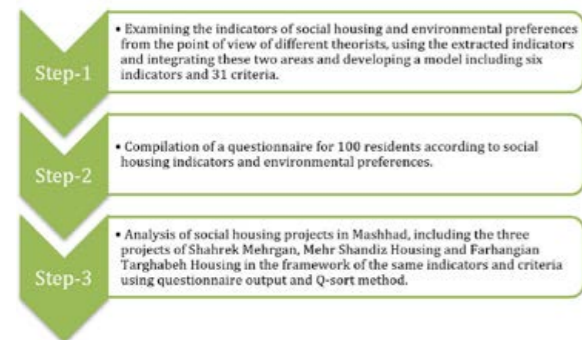 • Examining the indicators of social housing and environmental preferences
from the point of view of different theorists, using the extracted indicators
and integrating these two areas and developing a model including six
indicators and 31 criteria.
Step-1
• Compilation of a questionnaire for 100 residents according to social
housing indicators and environmental preferences.
Step-2
• Analysis of social housing projects in Mashhad, including the three
projects of Shahrek Mehrgan, Mehr Shandiz Housing and Farhangian
Targhabeh Housing in the framework of the same indicators and criteria
using questionnaire output and Q-sort method.
Step-3